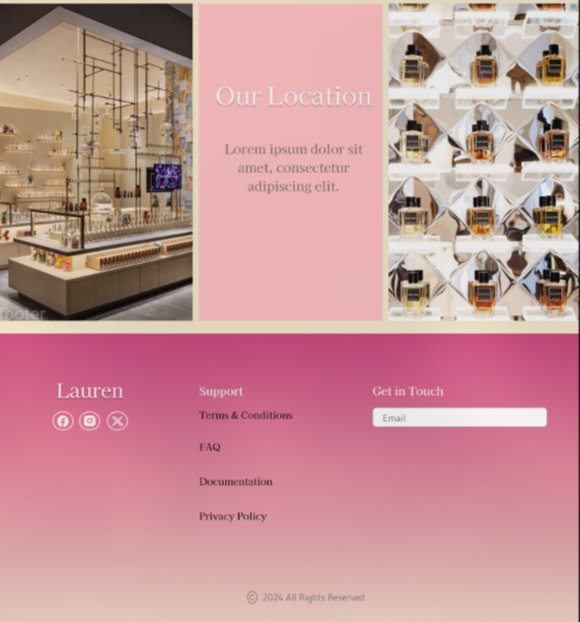 Our Location
Lorem ipsum dolor sit
amet, consectetur
adipiscing elit.
footer
Lauren
Support
Terms & Conditions
FAQ
Documentation
Privacy Policy
Get in Touch
Email
© 2024 All Rights Reserved